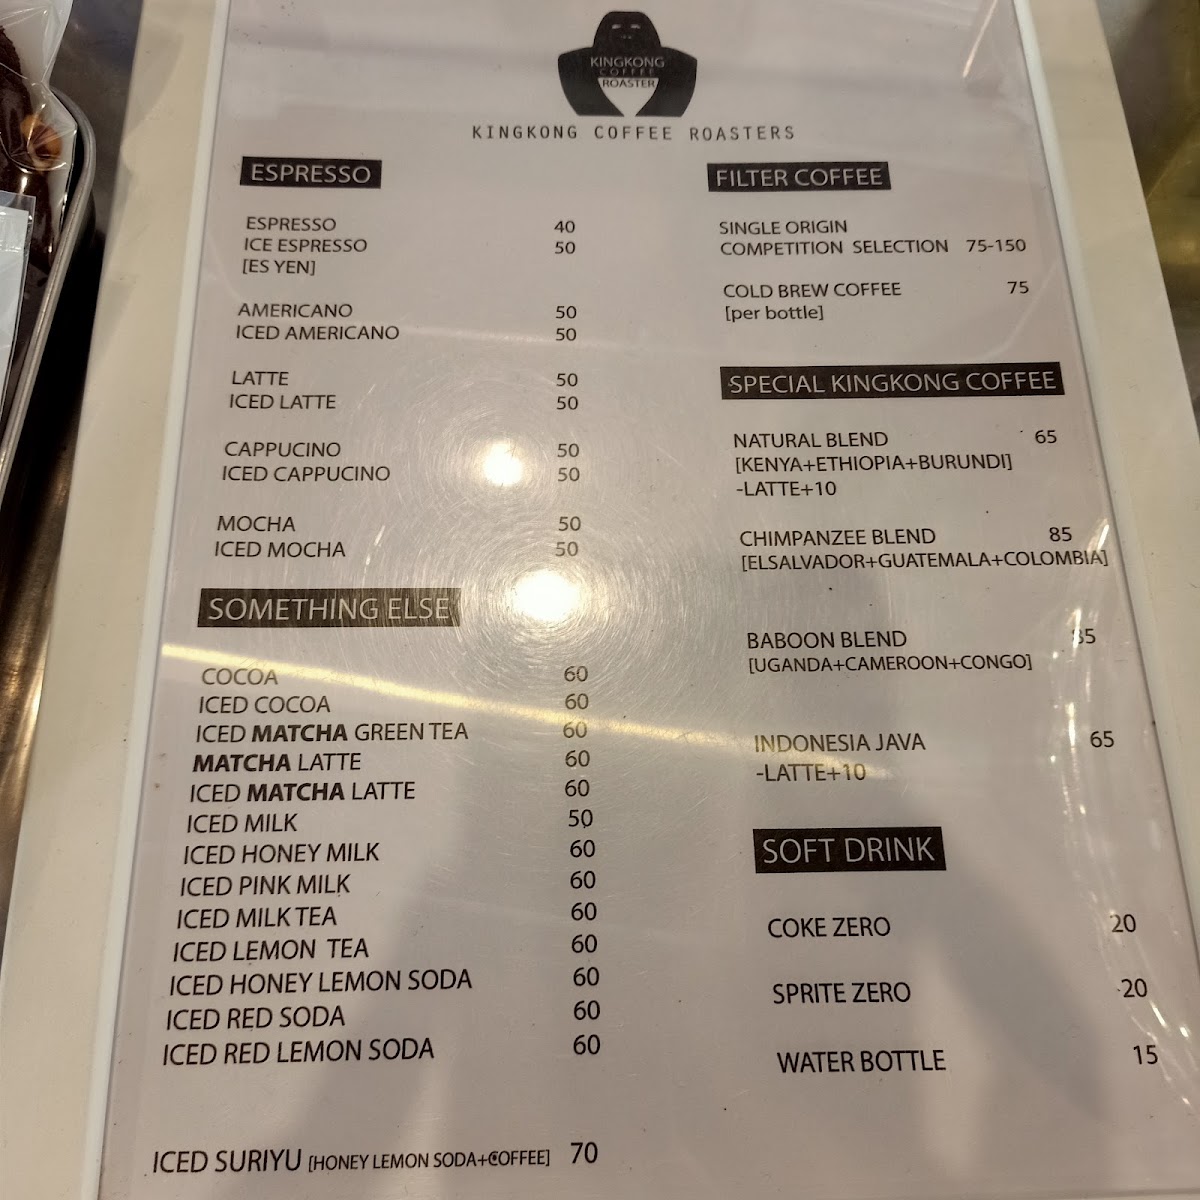 KINGKONG
COFFEE
ROASTER
KINGKONG COFFEE ROASTERS
ESPRESSO
ESPRESSO 40
ICE ESPRESSO 50
[ES YEN]
AMERICANO 50
ICED AMERICANO 50
LATTE 50
ICED LATTE 50
CAPPUCINO 50
ICED CAPPUCINO 50
MOCHA 50
ICED MOCHA 50
SOMETHING ELSE
COCOA 60
ICED COCOA 60
ICED MATCHA GREEN TEA 60
MATCHA LATTE 60
ICED MATCHA LATTE 60
ICED MILK 50
ICED HONEY MILK 60
ICED PINK MILK 60
ICED MILK TEA 60
ICED LEMON TEA 60
ICED HONEY LEMON SODA 60
ICED RED SODA 60
ICED RED LEMON SODA 60
ICED SURIYU [HONEY LEMON SODA+COFFEE] 70
FILTER COFFEE
SINGLE ORIGIN
COMPETITION SELECTION 75-150
COLD BREW COFFEE 75
[per bottle]
SPECIAL KINGKONG COFFEE
NATURAL BLEND 65
[KENYA+ETHIOPIA+BURUNDI]
-LATTE+10
CHIMPANZEE BLEND 85
[ELSALVADOR+GUATEMALA+COLOMBIA]
BABOON BLEND
[UGANDA+CAMEROON+CONGO]
INDONESIA JAVA 65
-LATTE+10
SOFT DRINK
COKE ZERO 20
SPRITE ZERO 20
WATER BOTTLE 15